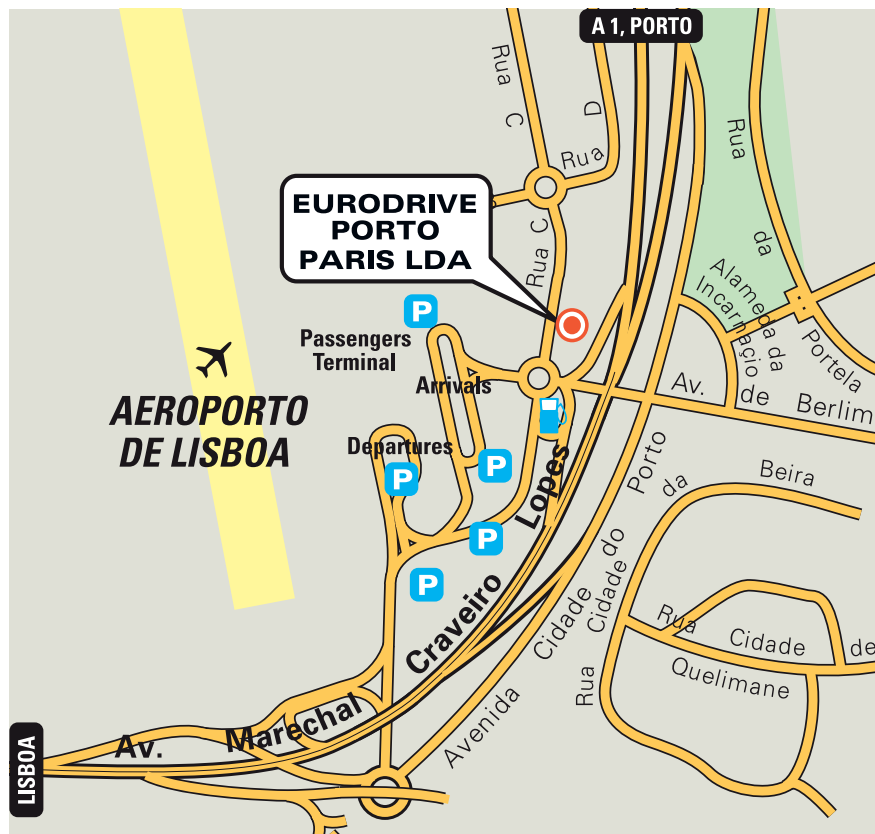 A 1, PORTO
Rua C
Rua D
Rua
da
Portela
EURODRIVE
PORTO
PARIS LDA
Rua C
Alameda da
Incarnaçio
P
Passengers
Terminal
Arrivals
Av. de Berlim
AEROPORTO
DE LISBOA
Departures
P
P
P
P
Av. Marechal Craveiro Lopes
Avenida Cidade do Porto
Rua Cidade da Beira
Rua Cidade de
Quelimane
LISBOA